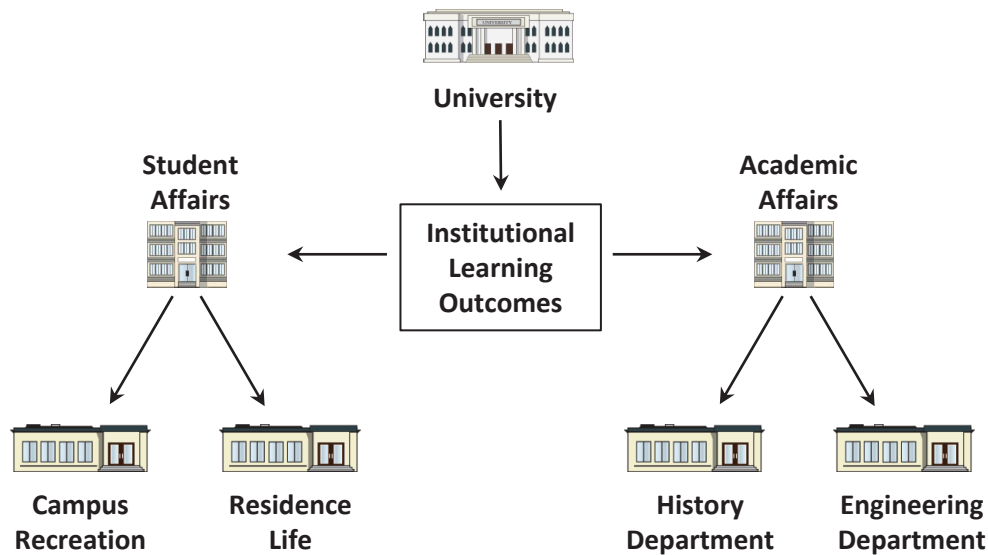 UNIVERSITY
University
Student
Affairs
Academic
Affairs
Institutional
Learning
Outcomes
Campus
Recreation
Residence
Life
History
Department
Engineering
Department